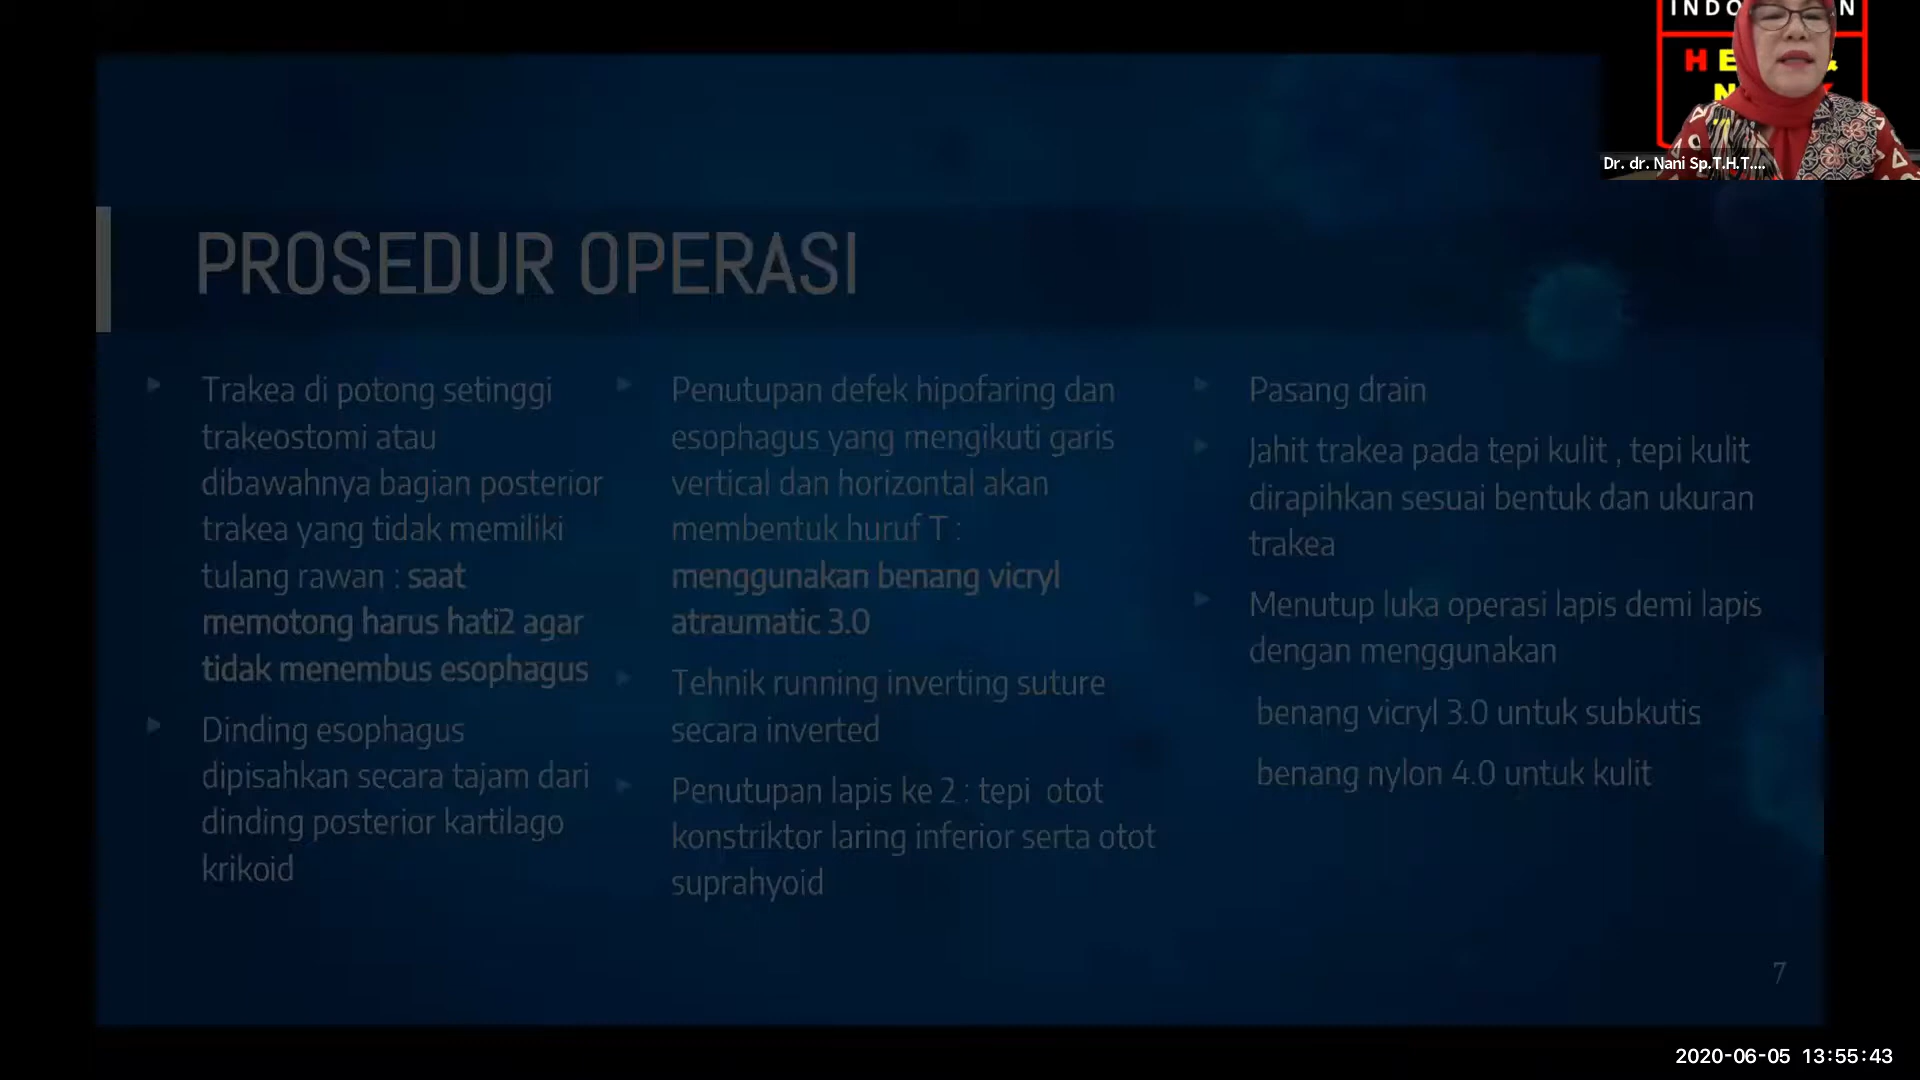 INDO N
HE &
N
Dr. dr. Nani Sp.T.H.T....
PROSEDUR OPERASI
Trakea di potong setinggi
trakeostomi atau
dibawahnya bagian posterior
trakea yang tidak memiliki
tulang rawan : saat
memotong harus hati2 agar
tidak menembus esophagus
Dinding esophagus
dipisahkan secara tajam dari
dinding posterior kartilago
krikoid
Penutupan defek hipofaring dan
esophagus yang mengikuti garis
vertical dan horizontal akan
membentuk huruf T :
menggunakan benang vicryl
atraumatic 3.0
Tehnik running inverting suture
secara inverted
Penutupan lapis ke 2 : tepi otot
konstriktor laring inferior serta otot
suprahyoid
Pasang drain
Jahit trakea pada tepi kulit , tepi kulit
dirapihkan sesuai bentuk dan ukuran
trakea
Menutup luka operasi lapis demi lapis
dengan menggunakan
benang vicryl 3.0 untuk subkutis
benang nylon 4.0 untuk kulit
7
2020-06-05 13:55:43